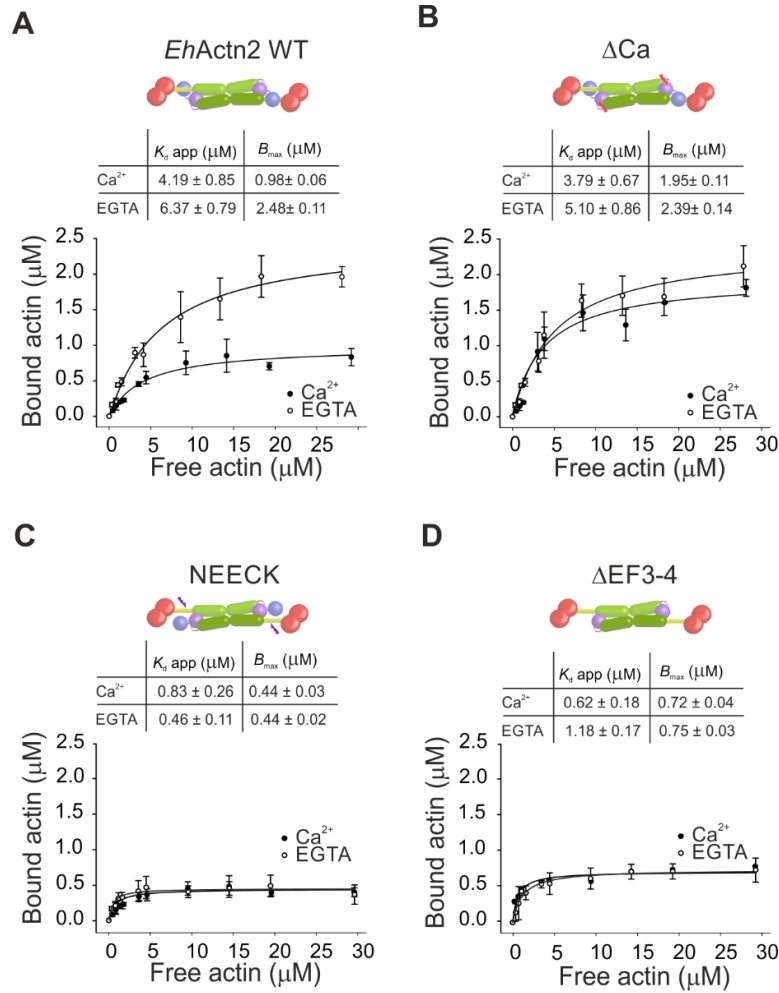 A
EhActn2 WT
Kd app (μM) Bmax (μM)
Ca²⁺ 4.19 ± 0.85 0.98± 0.06
EGTA 6.37 ± 0.79 2.48± 0.11
2.5
2.0
1.5
1.0
0.5
0.0
Bound actin (μM)
Ca²⁺
EGTA
0 5 10 15 20 25
Free actin (μM)
B
ΔCa
Kd app (μM) Bmax (μM)
Ca²⁺ 3.79 ± 0.67 1.95± 0.11
EGTA 5.10 ± 0.86 2.39± 0.14
2.5
2.0
1.5
1.0
0.5
0.0
Bound actin (μM)
Ca²⁺
EGTA
0 5 10 15 20 25 30
Free actin (μM)
C
NEECK
Kd app (μM) Bmax (μM)
Ca²⁺ 0.83 ± 0.26 0.44 ± 0.03
EGTA 0.46 ± 0.11 0.44 ± 0.02
2.5
2.0
1.5
1.0
0.5
0.0
Bound actin (μM)
Ca²⁺
EGTA
0 5 10 15 20 25 30
Free actin (μM)
D
ΔEF3-4
Kd app (μM) Bmax (μM)
Ca²⁺ 0.62 ± 0.18 0.72 ± 0.04
EGTA 1.18 ± 0.17 0.75 ± 0.03
2.5
2.0
1.5
1.0
0.5
0.0
Bound actin (μM)
Ca²⁺
EGTA
0 5 10 15 20 25 30
Free actin (μM)